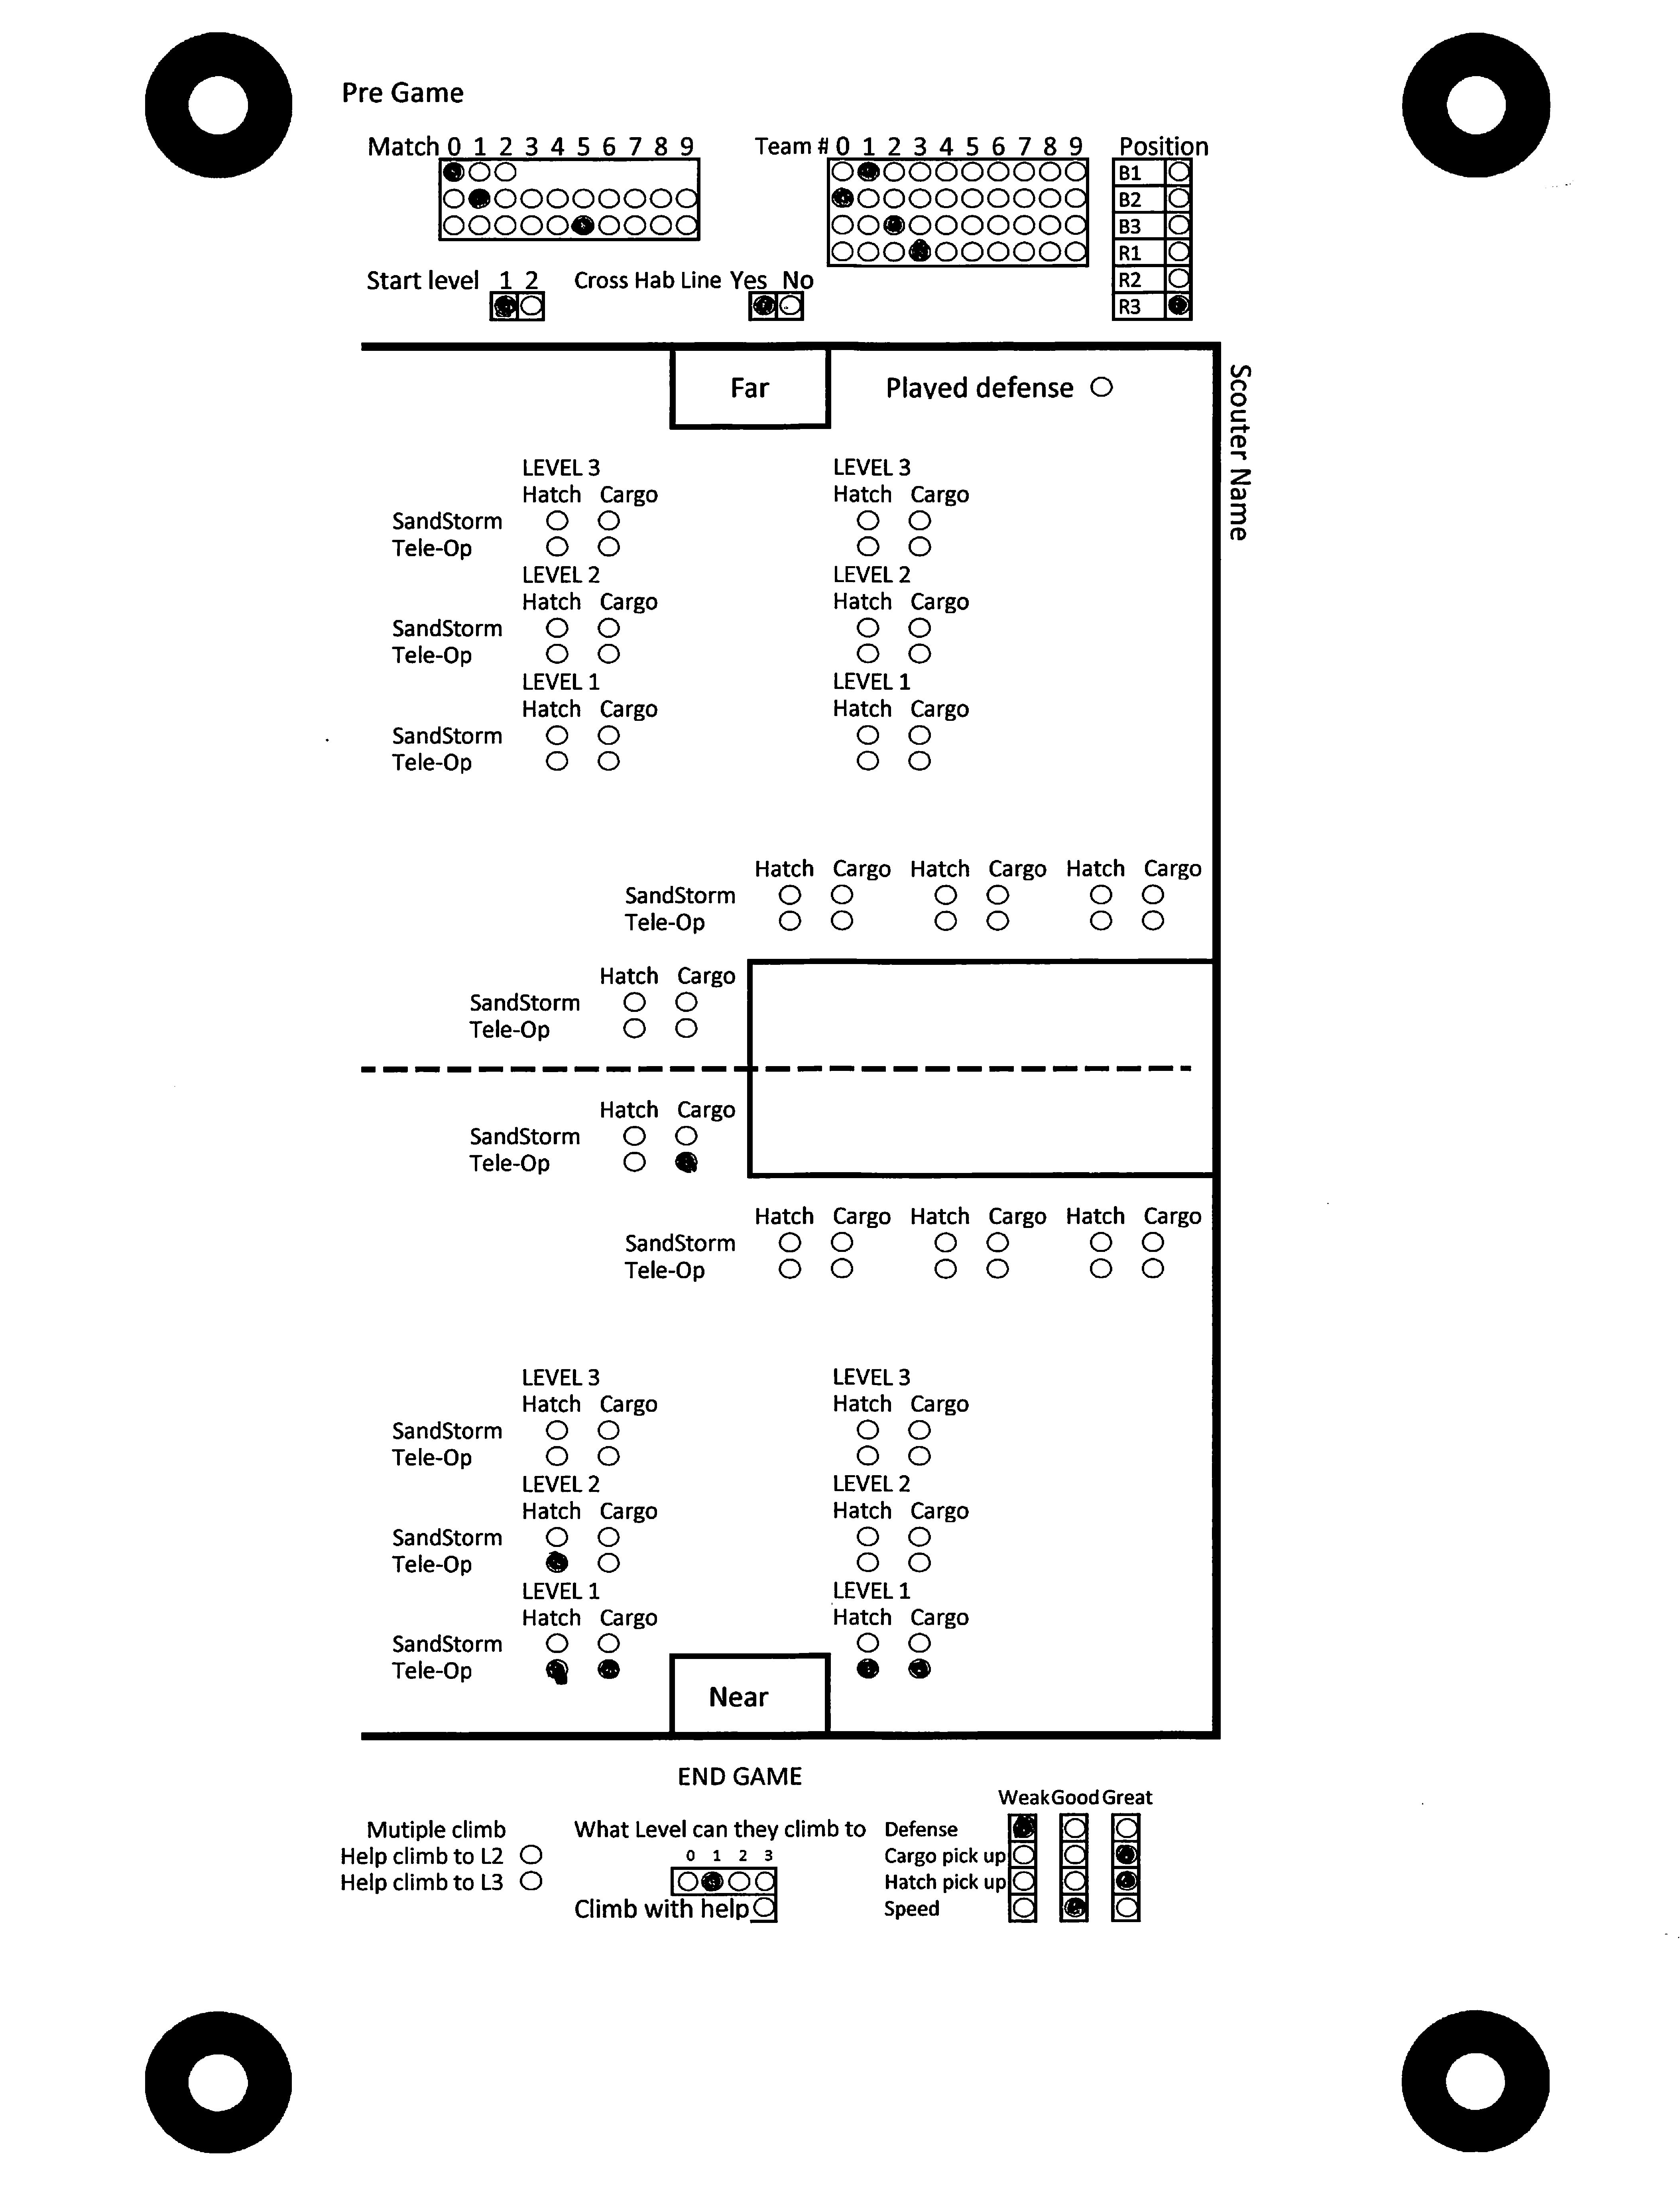 Pre Game
Match 0 1 2 3 4 5 6 7 8 9
Team # 0 1 2 3 4 5 6 7 8 9
Position
B1
B2
B3
R1
R2
R3
Start level 1 2
Cross Hab Line Yes No
Far
Played defense
Scouter Name
LEVEL 3 LEVEL 3
Hatch Cargo Hatch Cargo
SandStorm
Tele-Op
LEVEL 2 LEVEL 2
Hatch Cargo Hatch Cargo
SandStorm
Tele-Op
LEVEL 1 LEVEL 1
Hatch Cargo Hatch Cargo
SandStorm
Tele-Op
Hatch Cargo Hatch Cargo Hatch Cargo
SandStorm
Tele-Op
Hatch Cargo
SandStorm
Tele-Op
Hatch Cargo
SandStorm
Tele-Op
Hatch Cargo Hatch Cargo Hatch Cargo
SandStorm
Tele-Op
LEVEL 3 LEVEL 3
Hatch Cargo Hatch Cargo
SandStorm
Tele-Op
LEVEL 2 LEVEL 2
Hatch Cargo Hatch Cargo
SandStorm
Tele-Op
LEVEL 1 LEVEL 1
Hatch Cargo Hatch Cargo
SandStorm
Tele-Op
Near
END GAME
Mutiple climb
Help climb to L2
Help climb to L3
What Level can they climb to
0 1 2 3
Climb with help
Weak Good Great
Defense
Cargo pick up
Hatch pick up
Speed